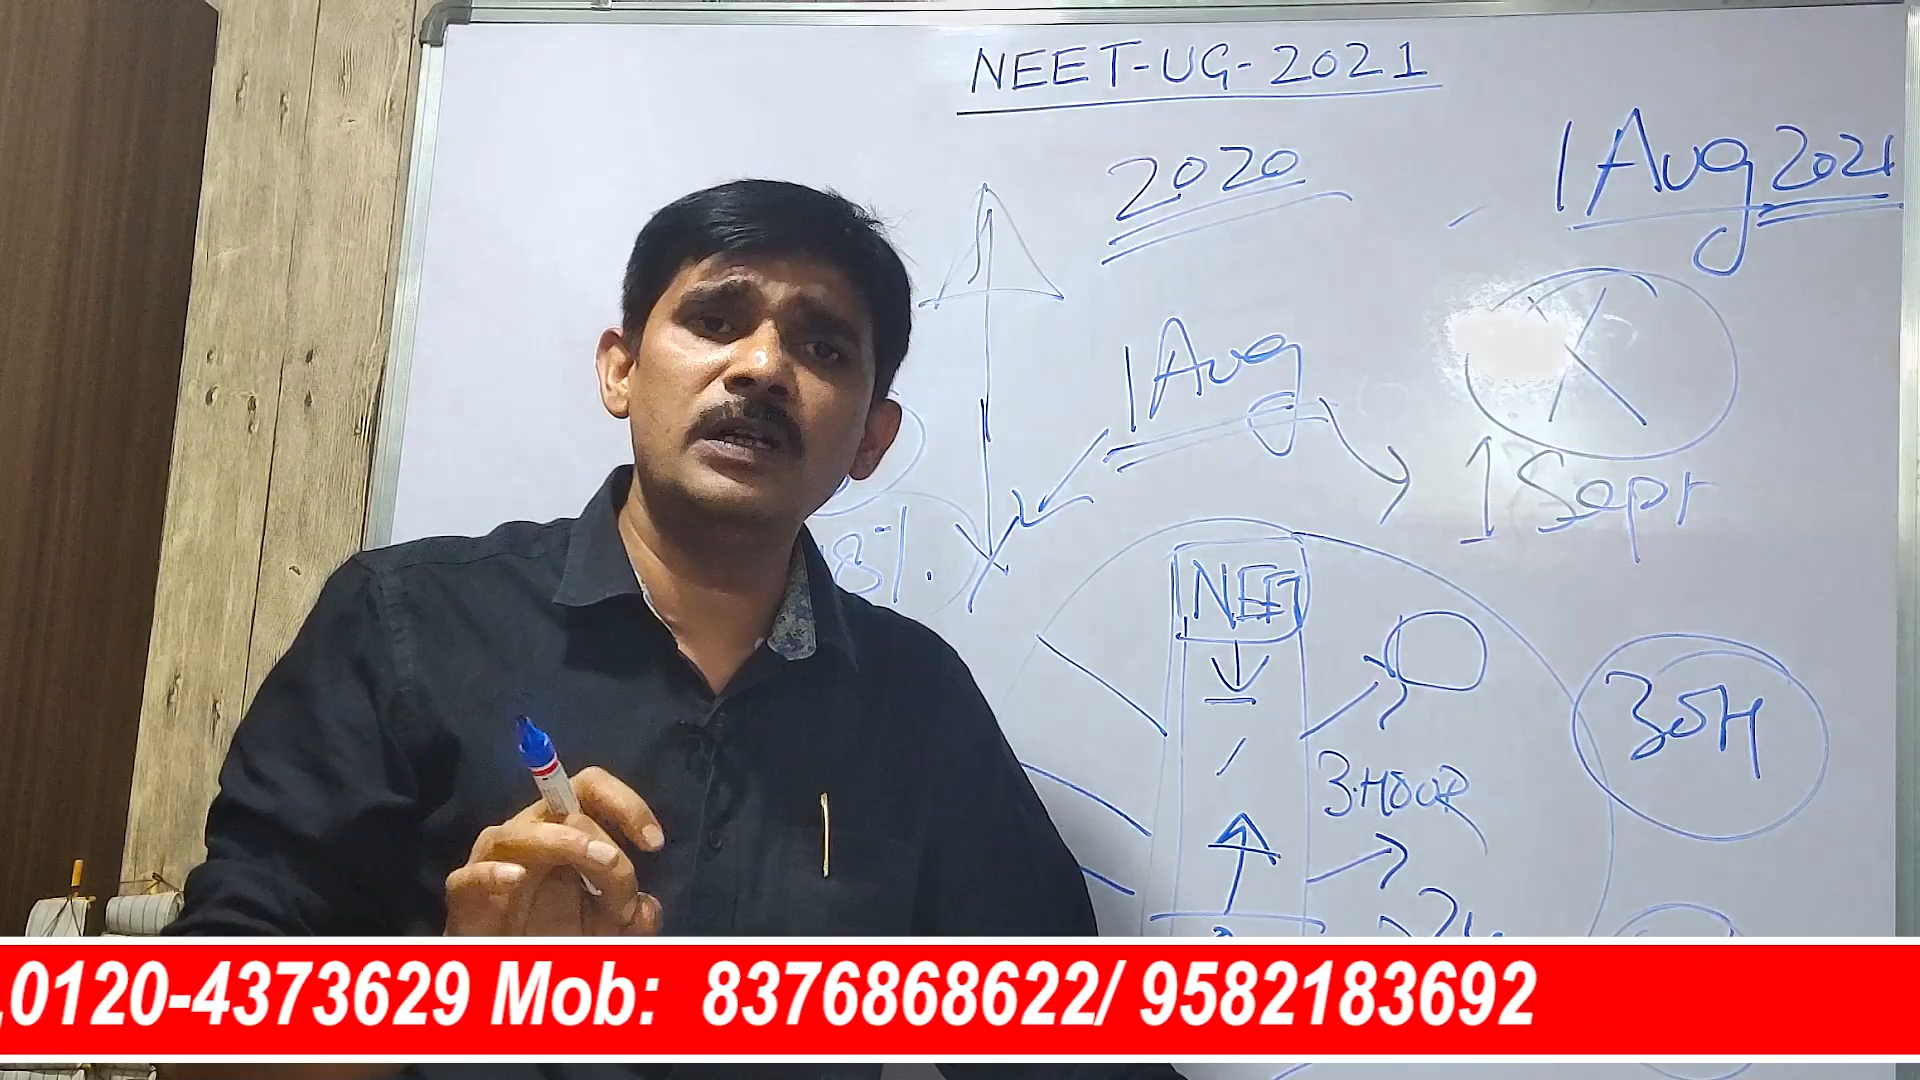 NEET-UG-2021
2020
1 Aug 2021
1 Aug
1 Sept
8%.
NEET
3.HOUR
,0120-4373629 Mob: 8376868622/ 9582183692